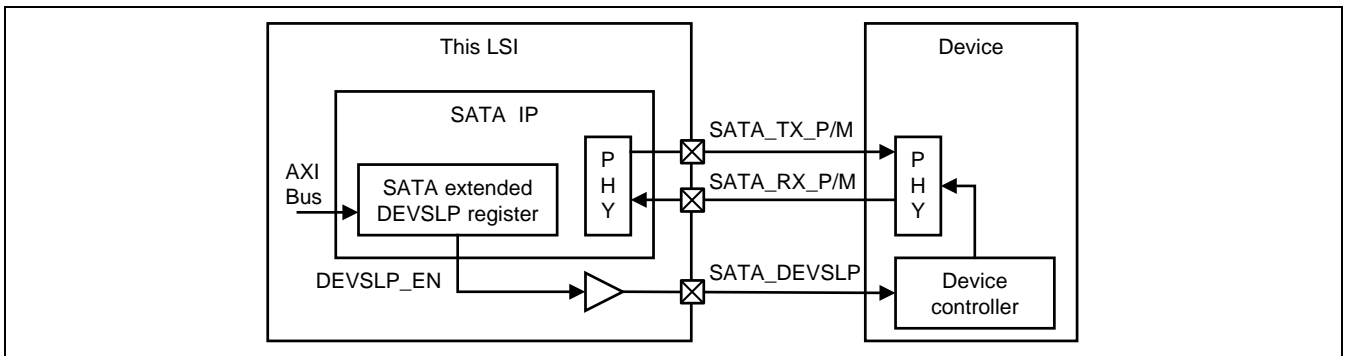 This LSI
Device
SATA IP
SATA_TX_P/M
AXI
Bus
SATA extended
DEVSLP register
P
H
Y
SATA_RX_P/M
P
H
Y
DEVSLP_EN
SATA_DEVSLP
Device
controller